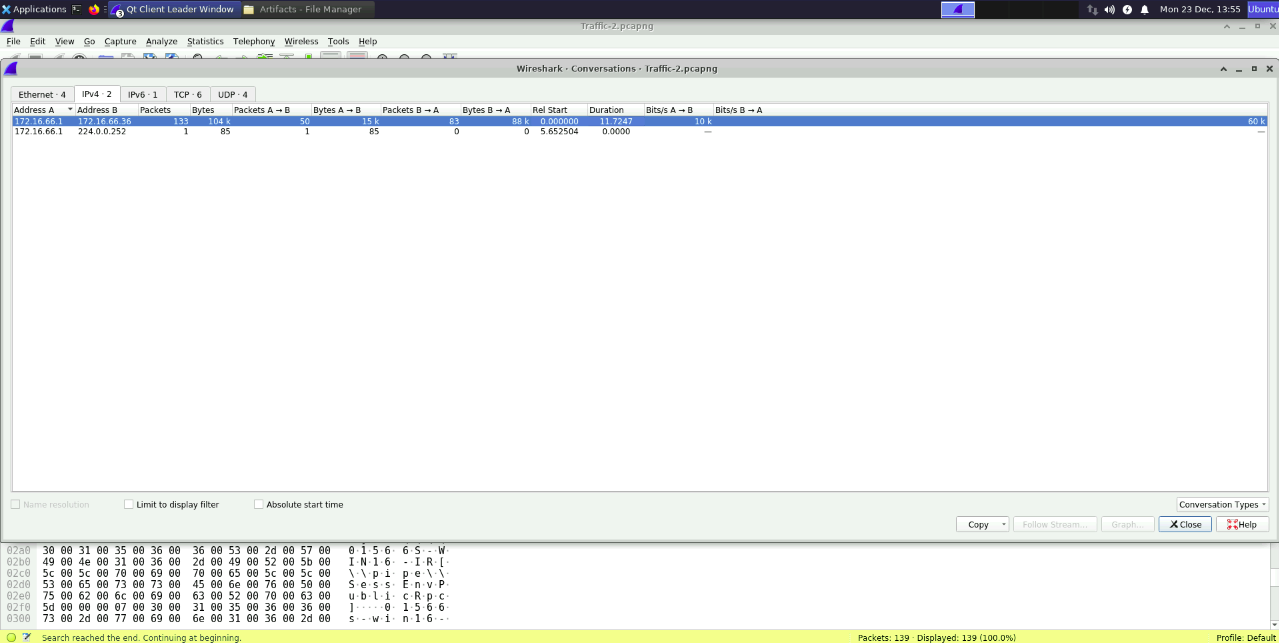 Applications Qt Client Leader Window Artifacts - File Manager Mon 23 Dec, 13:55 Ubuntu
3
Traffic-2.pcapng
File Edit View Go Capture Analyze Statistics Telephony Wireless Tools Help
Wireshark · Conversations · Traffic-2.pcapng
Ethernet · 4 IPv4 · 2 IPv6 · 1 TCP · 6 UDP · 4
Address A Address B Packets Bytes Packets A → B Bytes A → B Packets B → A Bytes B → A Rel Start Duration Bits/s A → B Bits/s B → A
172.16.66.1 172.16.66.36 133 104 k 50 15 k 83 88 k 0.000000 11.7247 10 k 60 k
172.16.66.1 224.0.0.252 1 85 1 85 0 0 5.652504 0.0000 — —
Name resolution Limit to display filter Absolute start time Conversation Types
Copy Follow Stream... Graph... Close Help
02a0 30 00 31 00 35 00 36 00 36 00 53 00 2d 00 57 00 0·1·5·6· 6·S·-·W·
02b0 49 00 4e 00 31 00 36 00 2d 00 49 00 52 00 5b 00 I·N·1·6· -·I·R·[·
02c0 5c 00 5c 00 70 00 69 00 70 00 65 00 5c 00 5c 00 \·\·p·i· p·e·\·\·
02d0 53 00 65 00 73 00 73 00 45 00 6e 00 76 00 50 00 S·e·s·s· E·n·v·P·
02e0 75 00 62 00 6c 00 69 00 63 00 52 00 70 00 63 00 u·b·l·i· c·R·p·c·
02f0 5d 00 00 00 07 00 30 00 31 00 35 00 36 00 36 00 ]·····0· 1·5·6·6·
0300 73 00 2d 00 77 00 69 00 6e 00 31 00 36 00 2d 00 s·-·w·i· n·1·6·-·
Search reached the end. Continuing at beginning. Packets: 139 · Displayed: 139 (100.0%) Profile: Default